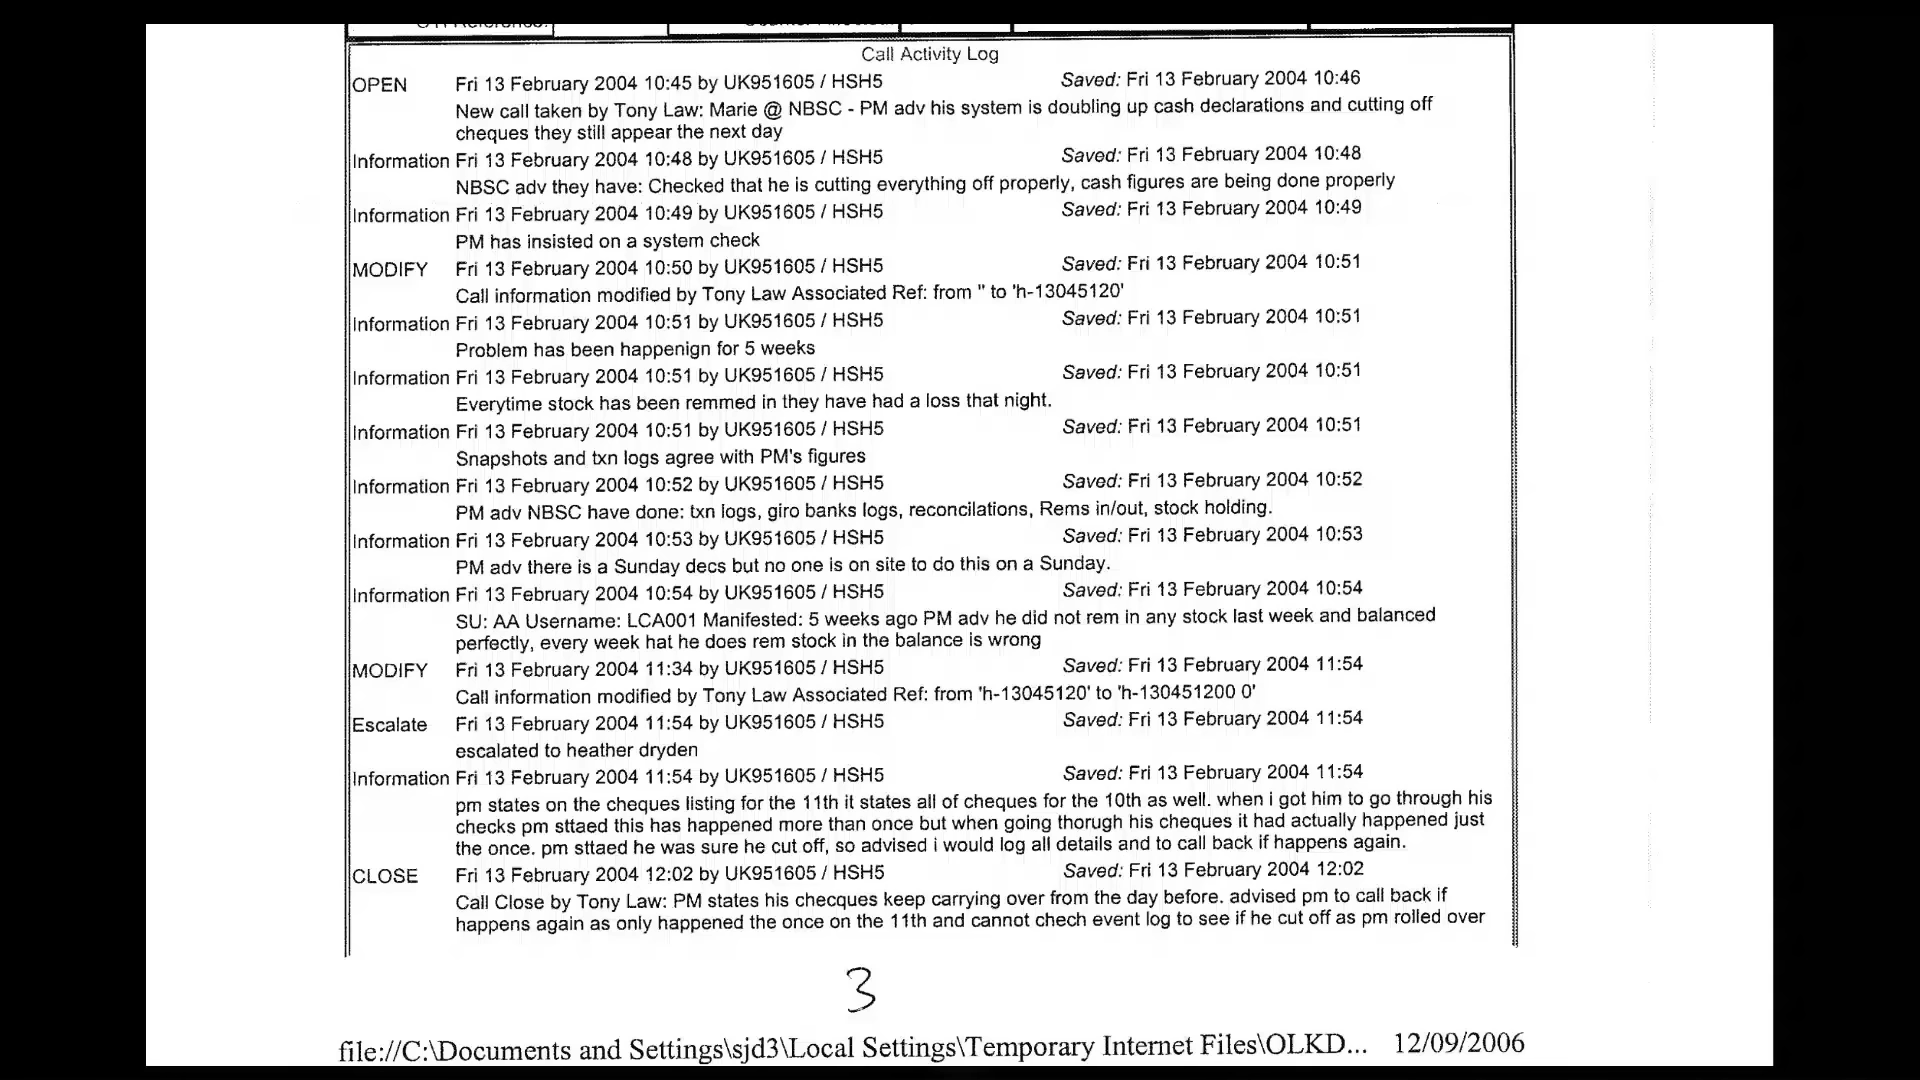 Call Activity Log
OPEN Fri 13 February 2004 10:45 by UK951605 / HSH5 Saved: Fri 13 February 2004 10:46
New call taken by Tony Law: Marie @ NBSC - PM adv his system is doubling up cash declarations and cutting off
cheques they still appear the next day
Information Fri 13 February 2004 10:48 by UK951605 / HSH5 Saved: Fri 13 February 2004 10:48
NBSC adv they have: Checked that he is cutting everything off properly, cash figures are being done properly
Information Fri 13 February 2004 10:49 by UK951605 / HSH5 Saved: Fri 13 February 2004 10:49
PM has insisted on a system check
MODIFY Fri 13 February 2004 10:50 by UK951605 / HSH5 Saved: Fri 13 February 2004 10:51
Call information modified by Tony Law Associated Ref: from '' to 'h-13045120'
Information Fri 13 February 2004 10:51 by UK951605 / HSH5 Saved: Fri 13 February 2004 10:51
Problem has been happenign for 5 weeks
Information Fri 13 February 2004 10:51 by UK951605 / HSH5 Saved: Fri 13 February 2004 10:51
Everytime stock has been remmed in they have had a loss that night.
Information Fri 13 February 2004 10:51 by UK951605 / HSH5 Saved: Fri 13 February 2004 10:51
Snapshots and txn logs agree with PM's figures
Information Fri 13 February 2004 10:52 by UK951605 / HSH5 Saved: Fri 13 February 2004 10:52
PM adv NBSC have done: txn logs, giro banks logs, reconcilations, Rems in/out, stock holding.
Information Fri 13 February 2004 10:53 by UK951605 / HSH5 Saved: Fri 13 February 2004 10:53
PM adv there is a Sunday decs but no one is on site to do this on a Sunday.
Information Fri 13 February 2004 10:54 by UK951605 / HSH5 Saved: Fri 13 February 2004 10:54
SU: AA Username: LCA001 Manifested: 5 weeks ago PM adv he did not rem in any stock last week and balanced
perfectly, every week hat he does rem stock in the balance is wrong
MODIFY Fri 13 February 2004 11:34 by UK951605 / HSH5 Saved: Fri 13 February 2004 11:54
Call information modified by Tony Law Associated Ref: from 'h-13045120' to 'h-130451200 0'
Escalate Fri 13 February 2004 11:54 by UK951605 / HSH5 Saved: Fri 13 February 2004 11:54
escalated to heather dryden
Information Fri 13 February 2004 11:54 by UK951605 / HSH5 Saved: Fri 13 February 2004 11:54
pm states on the cheques listing for the 11th it states all of cheques for the 10th as well. when i got him to go through his
checks pm sttaed this has happened more than once but when going thorugh his cheques it had actually happened just
the once. pm sttaed he was sure he cut off, so advised i would log all details and to call back if happens again.
CLOSE Fri 13 February 2004 12:02 by UK951605 / HSH5 Saved: Fri 13 February 2004 12:02
Call Close by Tony Law: PM states his checques keep carrying over from the day before. advised pm to call back if
happens again as only happened the once on the 11th and cannot chech event log to see if he cut off as pm rolled over
3
file://C:\Documents and Settings\sjd3\Local Settings\Temporary Internet Files\OLKD... 12/09/2006